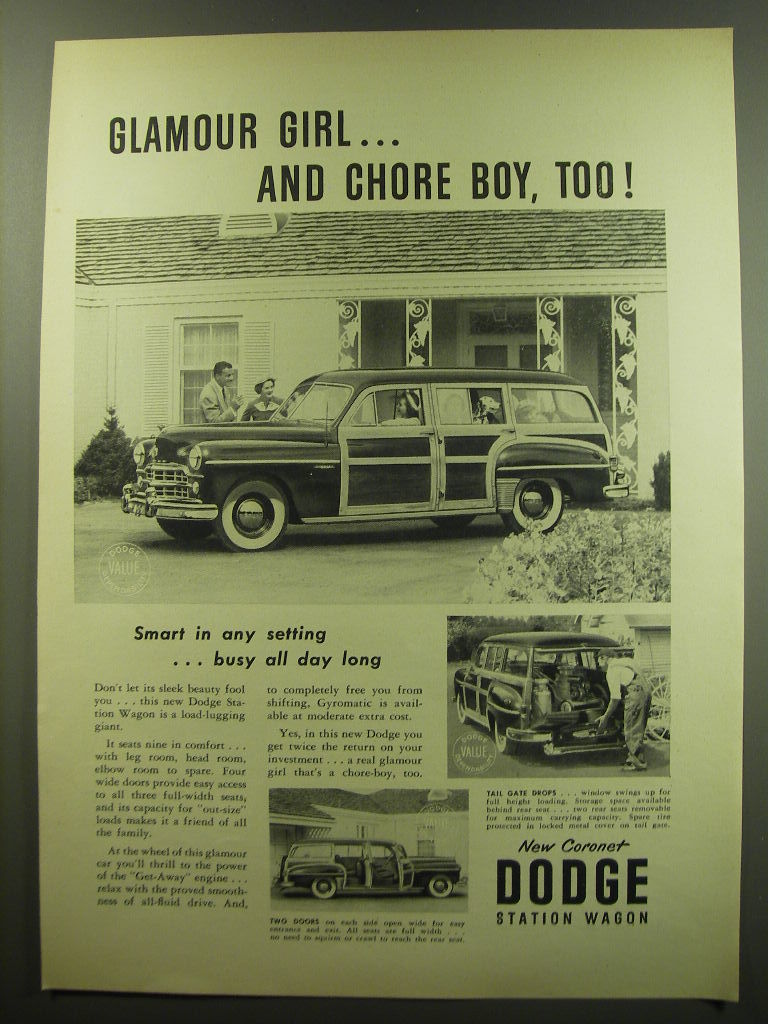 GLAMOUR GIRL...
AND CHORE BOY, TOO!
DODGE
VALUE
DEPENDABILITY
Smart in any setting
... busy all day long
Don't let its sleek beauty fool
you . . . this new Dodge Sta-
tion Wagon is a load-lugging
giant.
It seats nine in comfort . . .
with leg room, head room,
elbow room to spare. Four
wide doors provide easy access
to all three full-width seats,
and its capacity for "out-size"
loads makes it a friend of all
the family.
At the wheel of this glamour
car you'll thrill to the power
of the "Get-Away" engine . . .
relax with the proved smooth-
ness of all-fluid drive. And,
to completely free you from
shifting, Gyromatic is avail-
able at moderate extra cost.
Yes, in this new Dodge you
get twice the return on your
investment . . . a real glamour
girl that's a chore-boy, too.
TWO DOORS on each side open wide for easy
entrance and exit. All seats are full width . . .
no need to squirm or crawl to reach the rear seat.
DODGE
VALUE
DEPENDABILITY
TAIL GATE DROPS . . . window swings up for
full height loading. Storage space available
behind rear seat . . . two rear seats removable
for maximum carrying capacity. Spare tire
protected in locked metal cover on tail gate.
New Coronet
DODGE
STATION WAGON